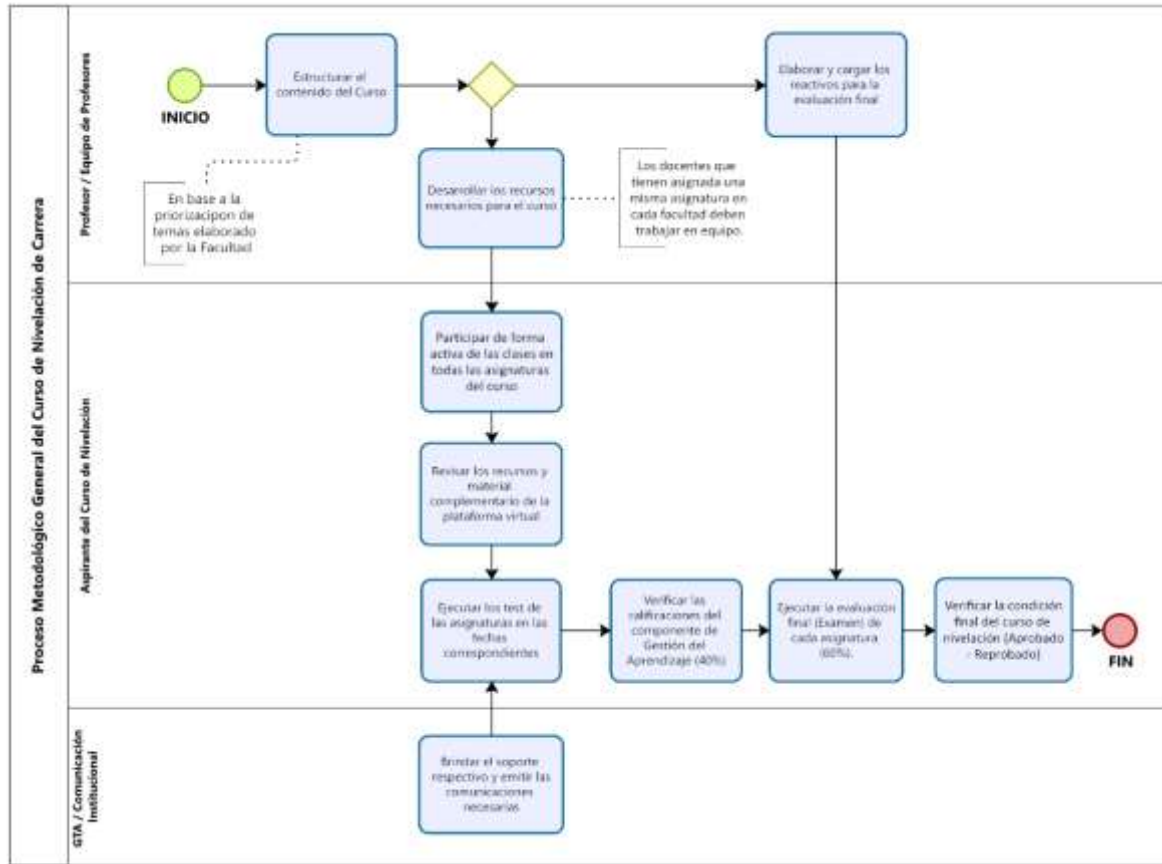 Proceso Metodológico General del Curso de Nivelación de Carrera
Profesor / Equipo de Profesores
INICIO
Estructurar el
contenido del Curso
En base a la
priorizacipon de
temas elaborado
por la Facultad
Elaborar y cargar los
reactivos para la
evaluación final
Desarrollar los recursos
necesarios para el curso
Los docentes que
tienen asignada una
misma asignatura en
cada facultad deben
trabajar en equipo.
Aspirante del Curso de Nivelación
Participar de forma
activa de las clases en
todas las asignaturas
del curso
Revisar los recursos y
material
complementario de la
plataforma virtual
Ejecutar los test de
las asignaturas en las
fechas
correspondientes
Verificar las
calificaciones del
componente de
Gestión del
Aprendizaje (40%)
Ejecutar la evaluación
final (Examen) de
cada asignatura
(60%).
Verificar la condición
final del curso de
nivelación (Aprobado
- Reprobado)
FIN
GTA / Comunicación
Institucional
Brindar el soporte
respectivo y emitir las
comunicaciones
necesarias